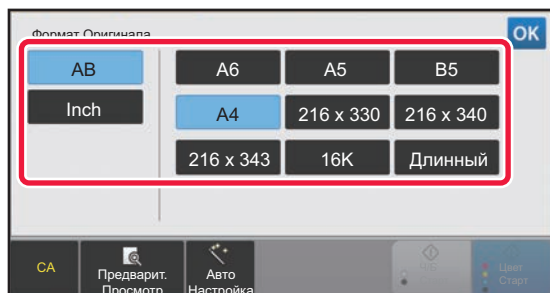 Формат Оригинала
OK
AB
A6
A5
B5
Inch
A4
216 x 330
216 x 340
216 x 343
16K
Длинный
CA
Предварит.
Просмотр
Авто
Настройка
Ч/Б
Старт
Цвет
Старт